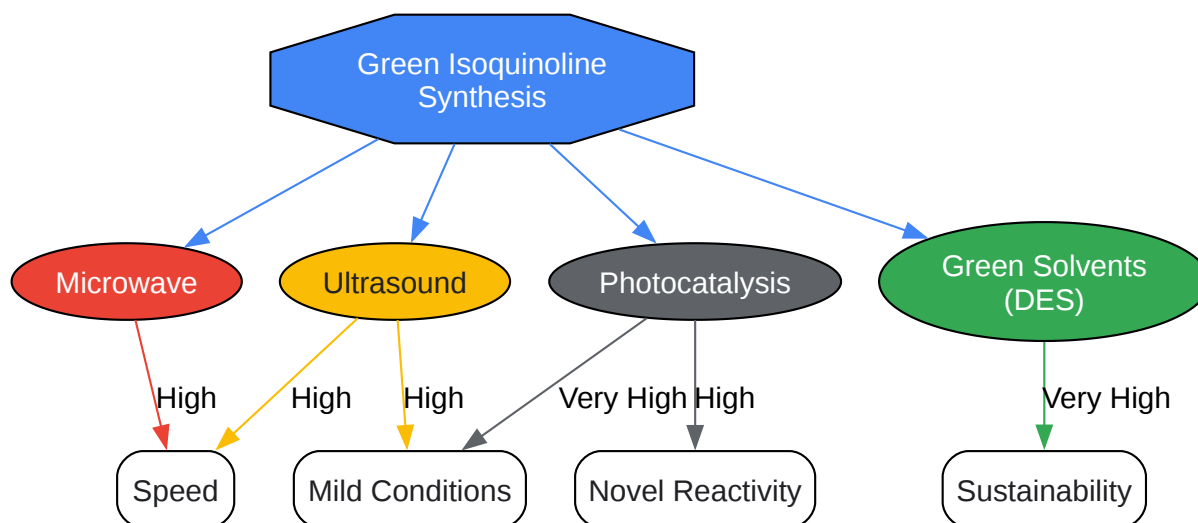 Green Isoquinoline
Synthesis
Microwave
Ultrasound
Photocatalysis
Green Solvents
(DES)
High
High
High
Very High
High
Very High
Speed
Mild Conditions
Novel Reactivity
Sustainability